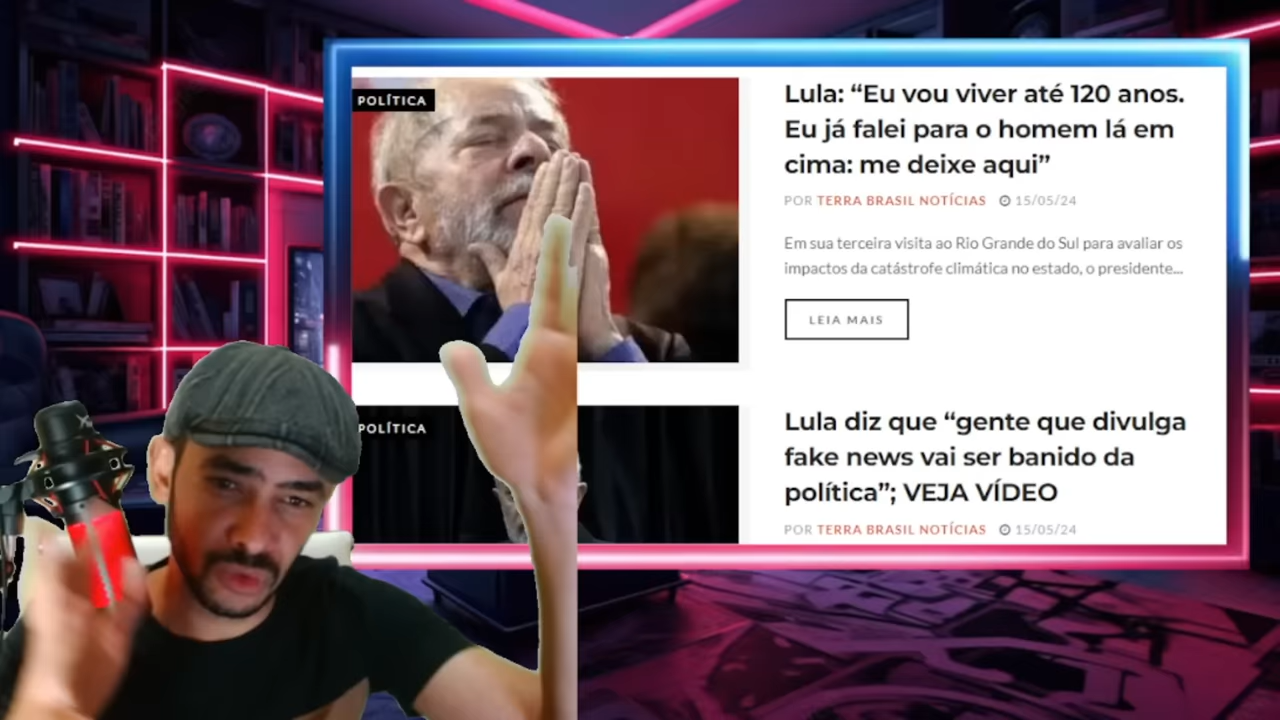 POLÍTICA
Lula: “Eu vou viver até 120 anos.
Eu já falei para o homem lá em
cima: me deixe aqui”
POR TERRA BRASIL NOTÍCIAS 15/05/24
Em sua terceira visita ao Rio Grande do Sul para avaliar os
impactos da catástrofe climática no estado, o presidente...
LEIA MAIS
POLÍTICA
Lula diz que “gente que divulga
fake news vai ser banido da
política”; VEJA VÍDEO
POR TERRA BRASIL NOTÍCIAS 15/05/24